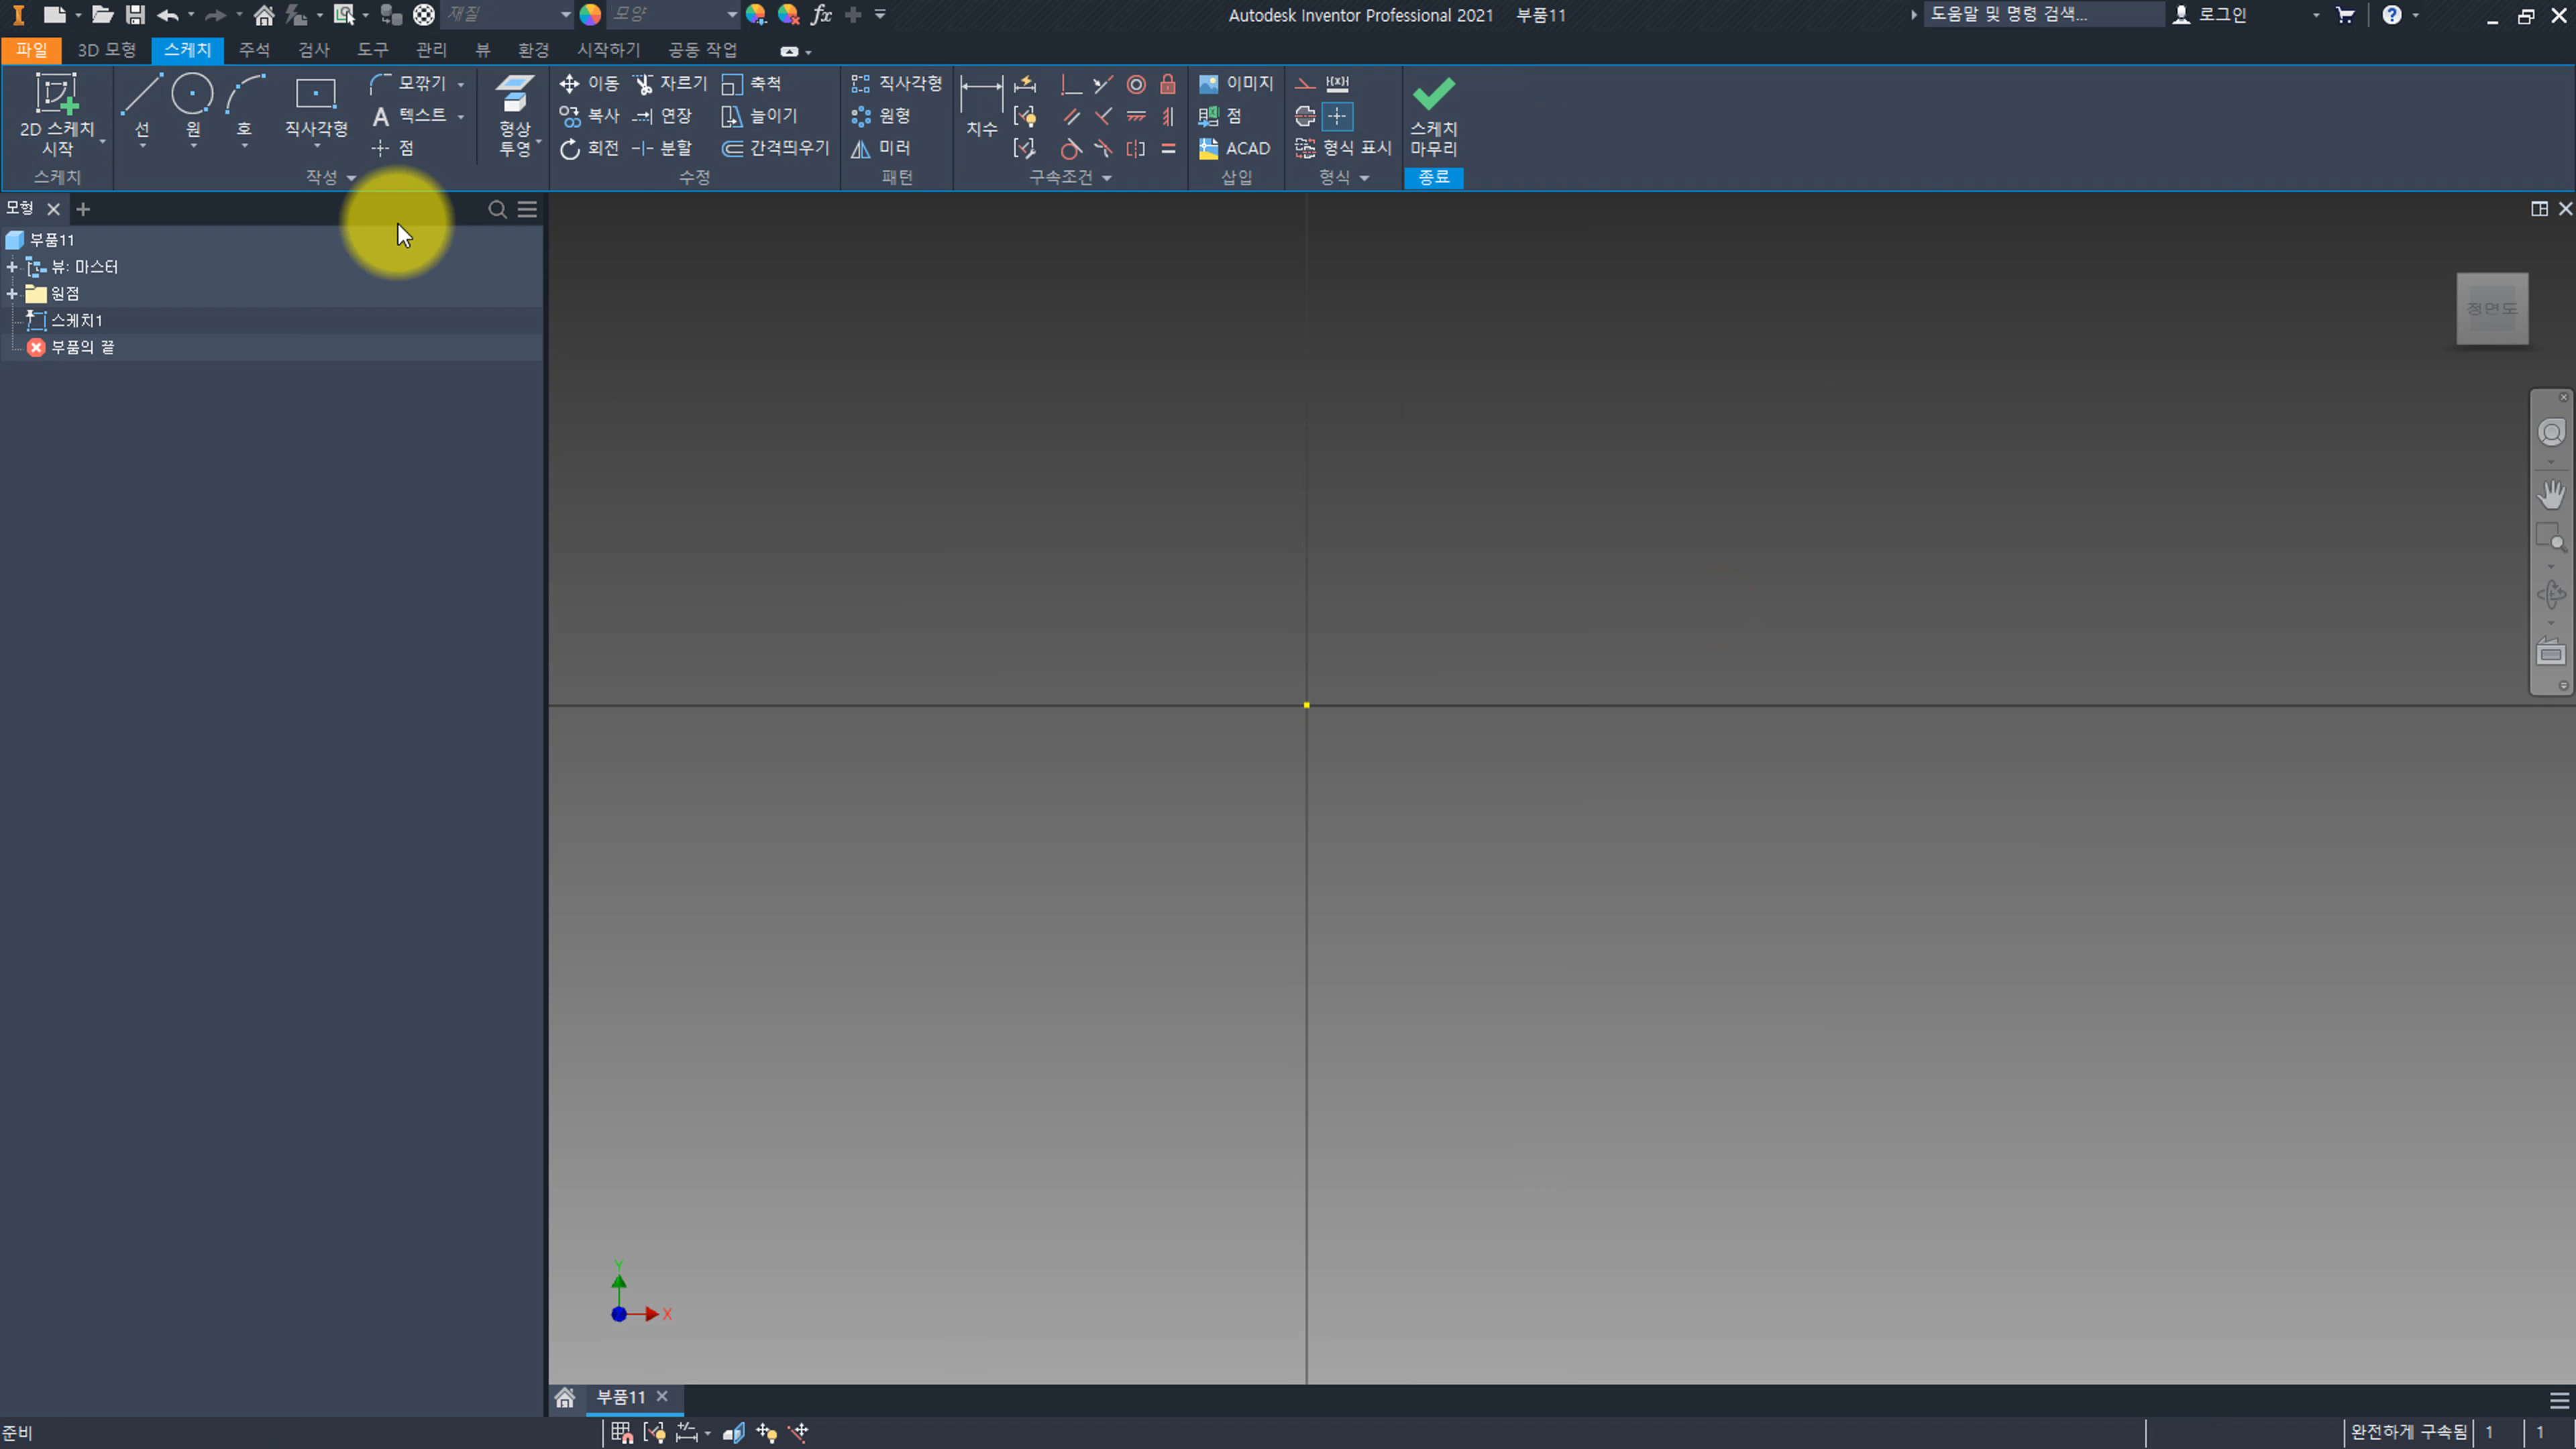 재질
모양
fx
Autodesk Inventor Professional 2021 부품11
도움말 및 명령 검색...
로그인
파일 3D 모형 스케치 주석 검사 도구 관리 뷰 환경 시작하기 공동 작업
2D 스케치 시작
선
원
호
직사각형
모깎기
텍스트
점
형상 투영
이동 자르기 축척
복사 연장 늘이기
회전 분할 간격띄우기
직사각형
원형
미러
치수
이미지
점
ACAD
형식 표시
스케치 마무리
스케치 작성 수정 패턴 구속조건 삽입 형식 종료
모형
부품11
뷰: 마스터
원점
스케치1
부품의 끝
정면도
Y
X
부품11
준비
완전하게 구속됨 1 1